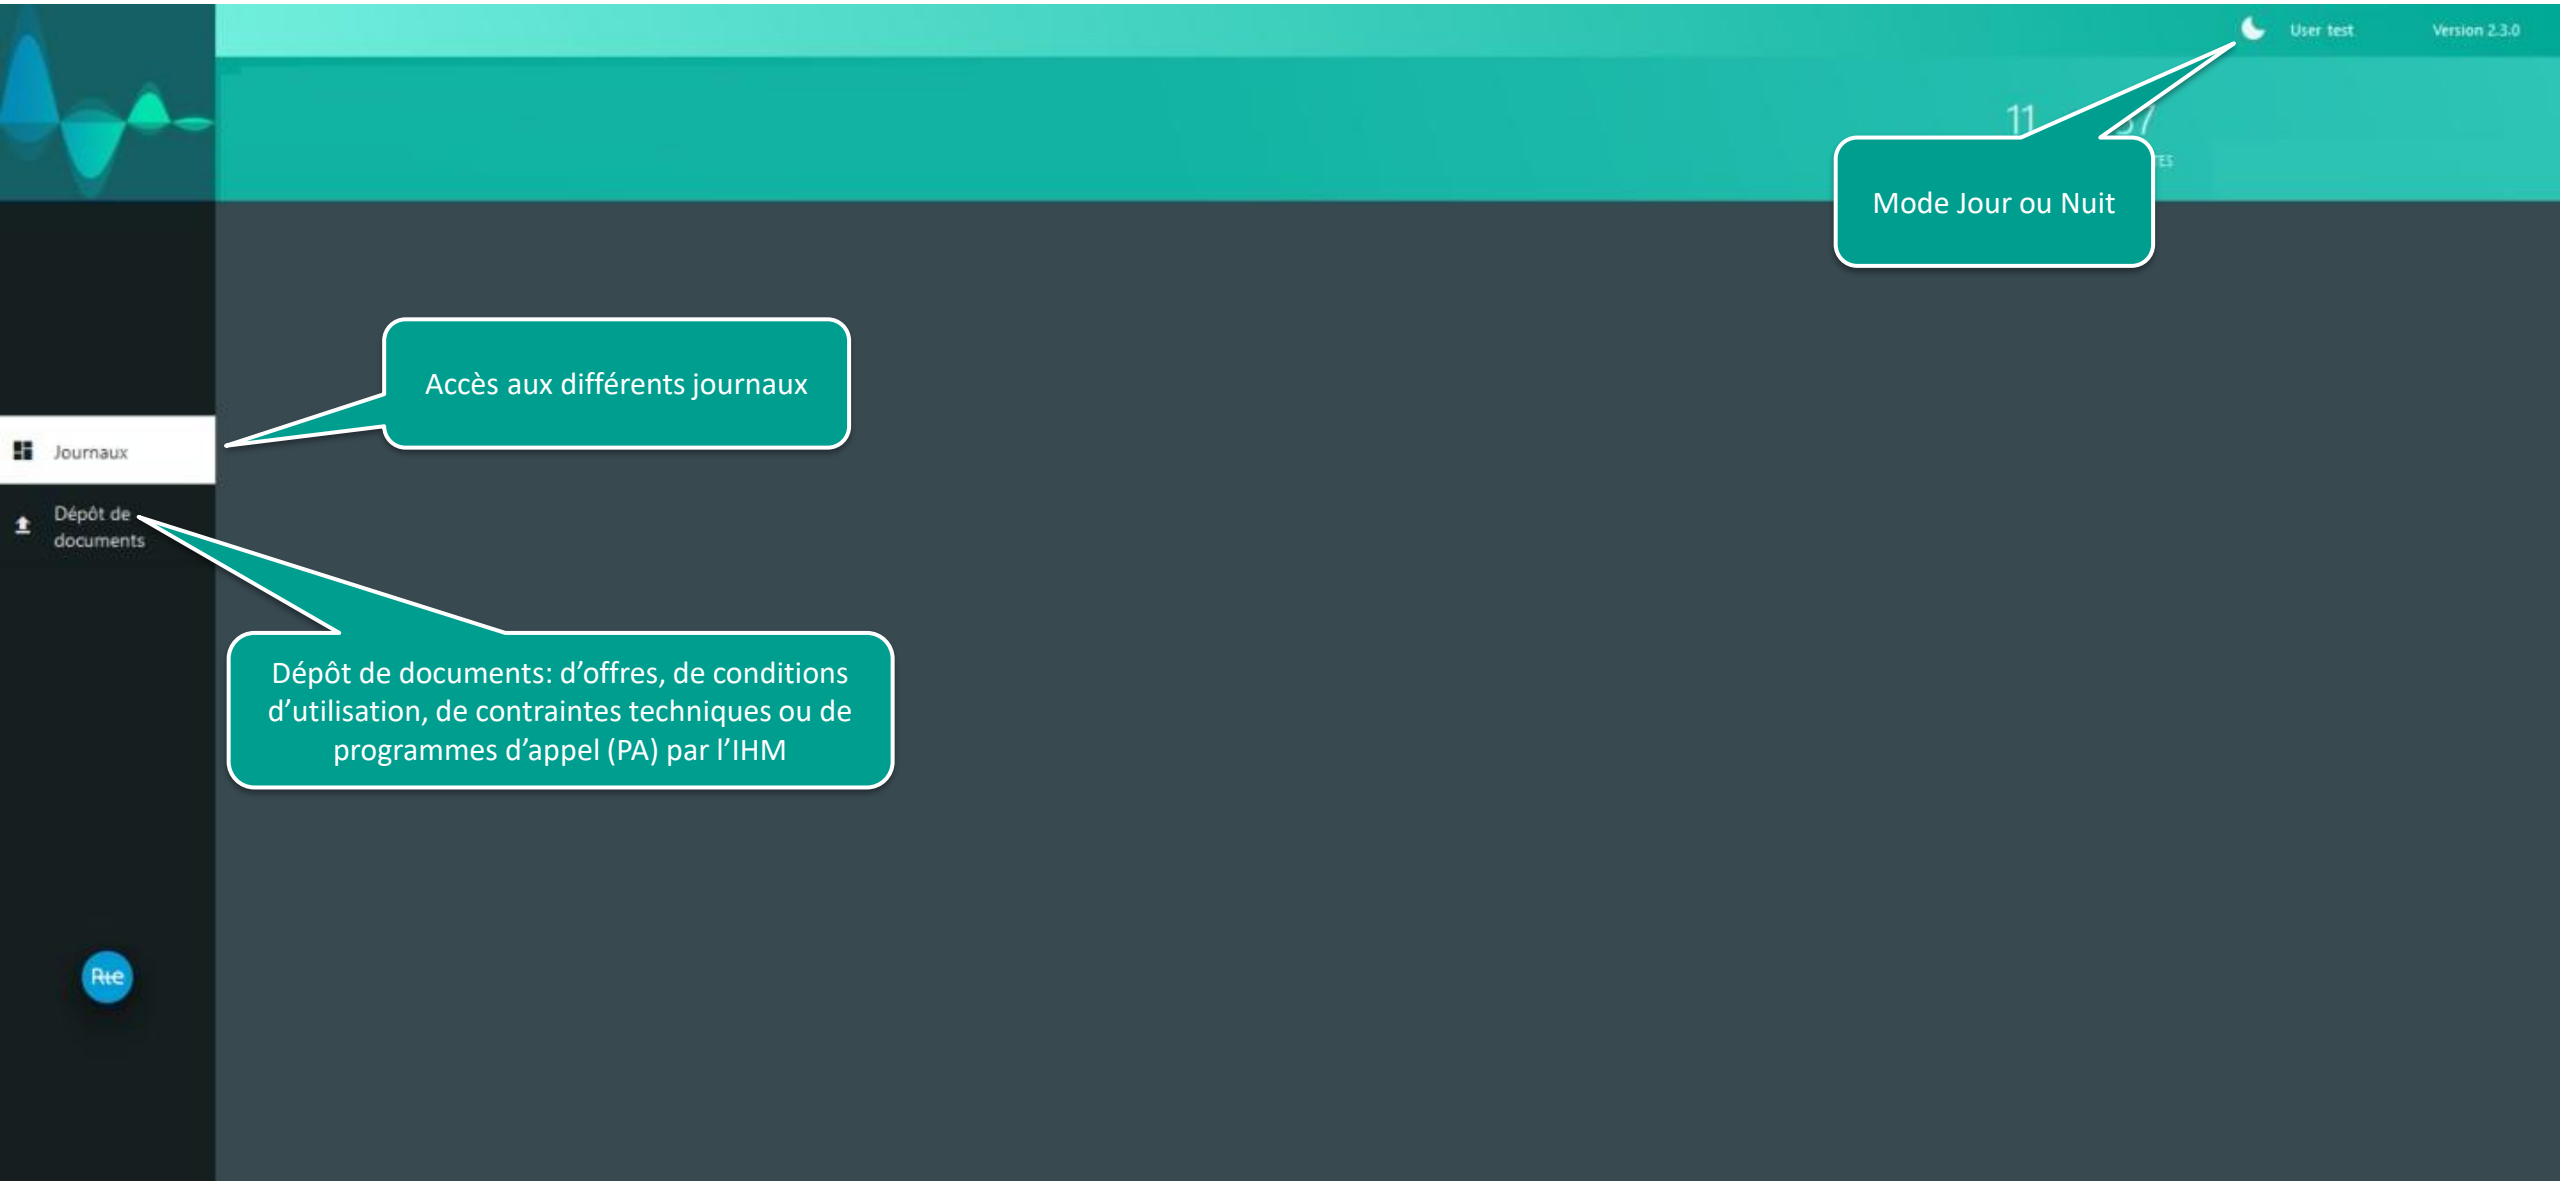 User test
Version 2.3.0
11
Mode Jour ou Nuit
Accès aux différents journaux
Journaux
Dépôt de
documents
Dépôt de documents: d’offres, de conditions
d’utilisation, de contraintes techniques ou de
programmes d’appel (PA) par l’IHM
Rte